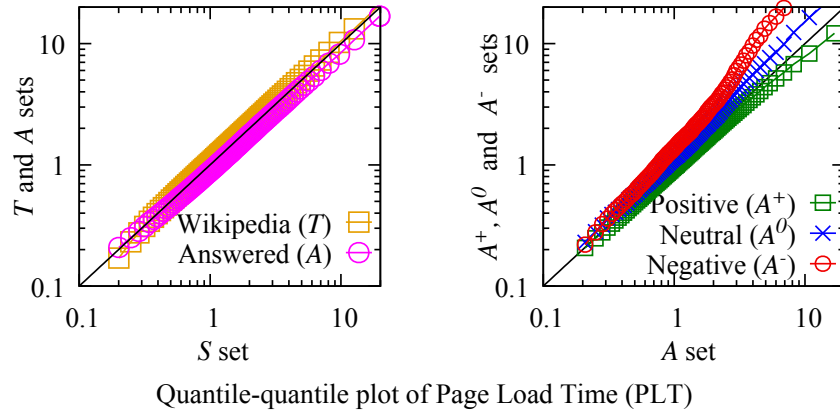 T and A sets
10
1
0.1
Wikipedia (T)
Answered (A)
0.1
1
10
S set
A+, A0 and A- sets
10
1
0.1
Positive (A+)
Neutral (A0)
Negative (A-)
0.1
1
10
A set
Quantile-quantile plot of Page Load Time (PLT)